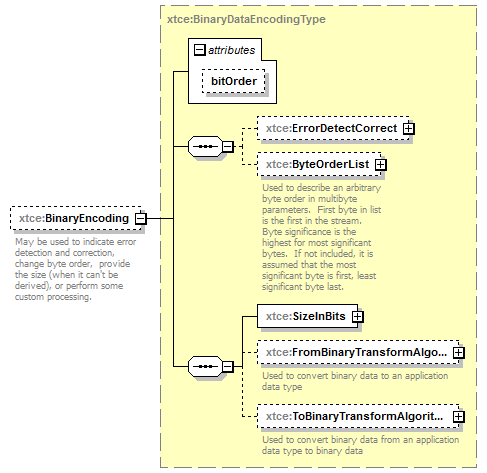 xtce:BinaryDataEncodingType
attributes
bitOrder
xtce:ErrorDetectCorrect
xtce:ByteOrderList
Used to describe an arbitrary
byte order in multibyte
parameters.  First byte in list
is the first in the stream.
Byte significance is the
highest for most significant
bytes.  If not included, it is
assumed that the most
significant byte is first, least
significant byte last.
xtce:BinaryEncoding
May be used to indicate error
detection and correction,
change byte order,  provide
the size (when it can't be
derived), or perform some
custom processing.
xtce:SizeInBits
xtce:FromBinaryTransformAlgo...
Used to convert binary data to an application
data type
xtce:ToBinaryTransformAlgorit...
Used to convert binary data from an application
data type to binary data